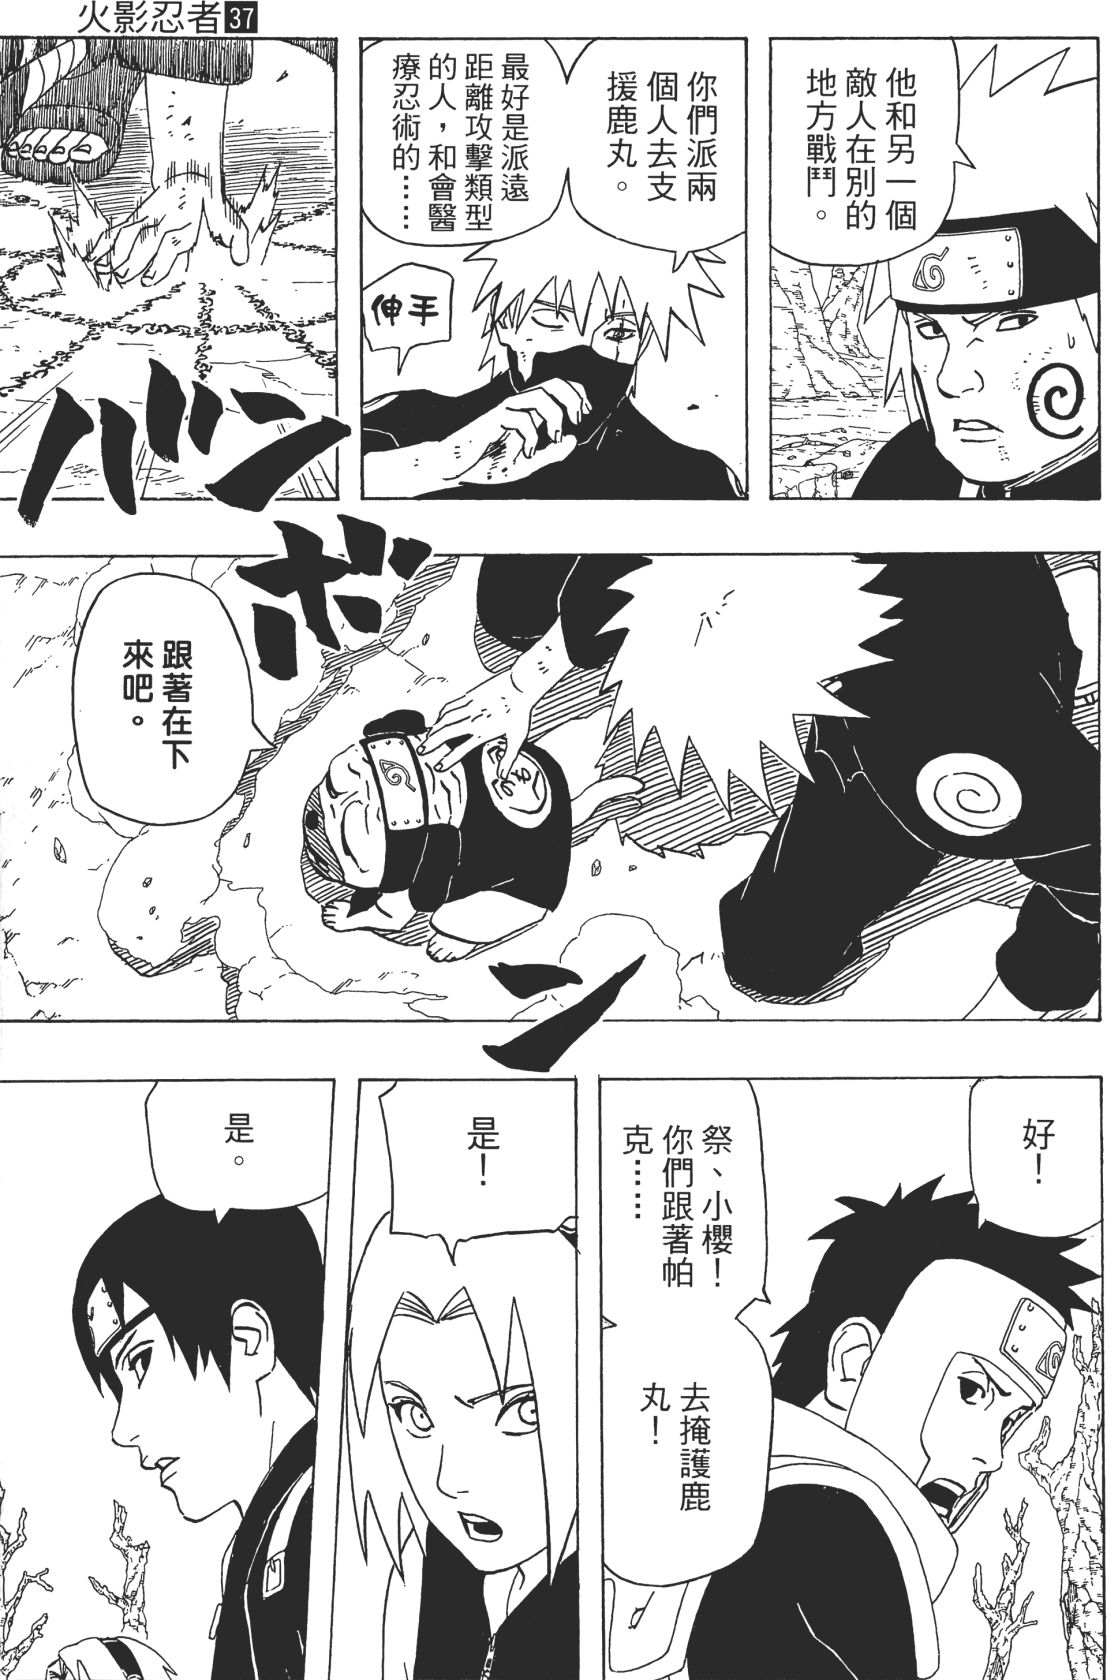 火影忍者37
他和另一個
敵人在別的
地方戰鬥。
你們派兩
個人去支
援鹿丸。
最好是派遠
距離攻擊類型
的人，和會醫
療忍術的……
伸手
バン
ボン
跟著在下
來吧。
好！
祭、小櫻！
你們跟著帕
克……
去掩護鹿
丸！
是！
是。